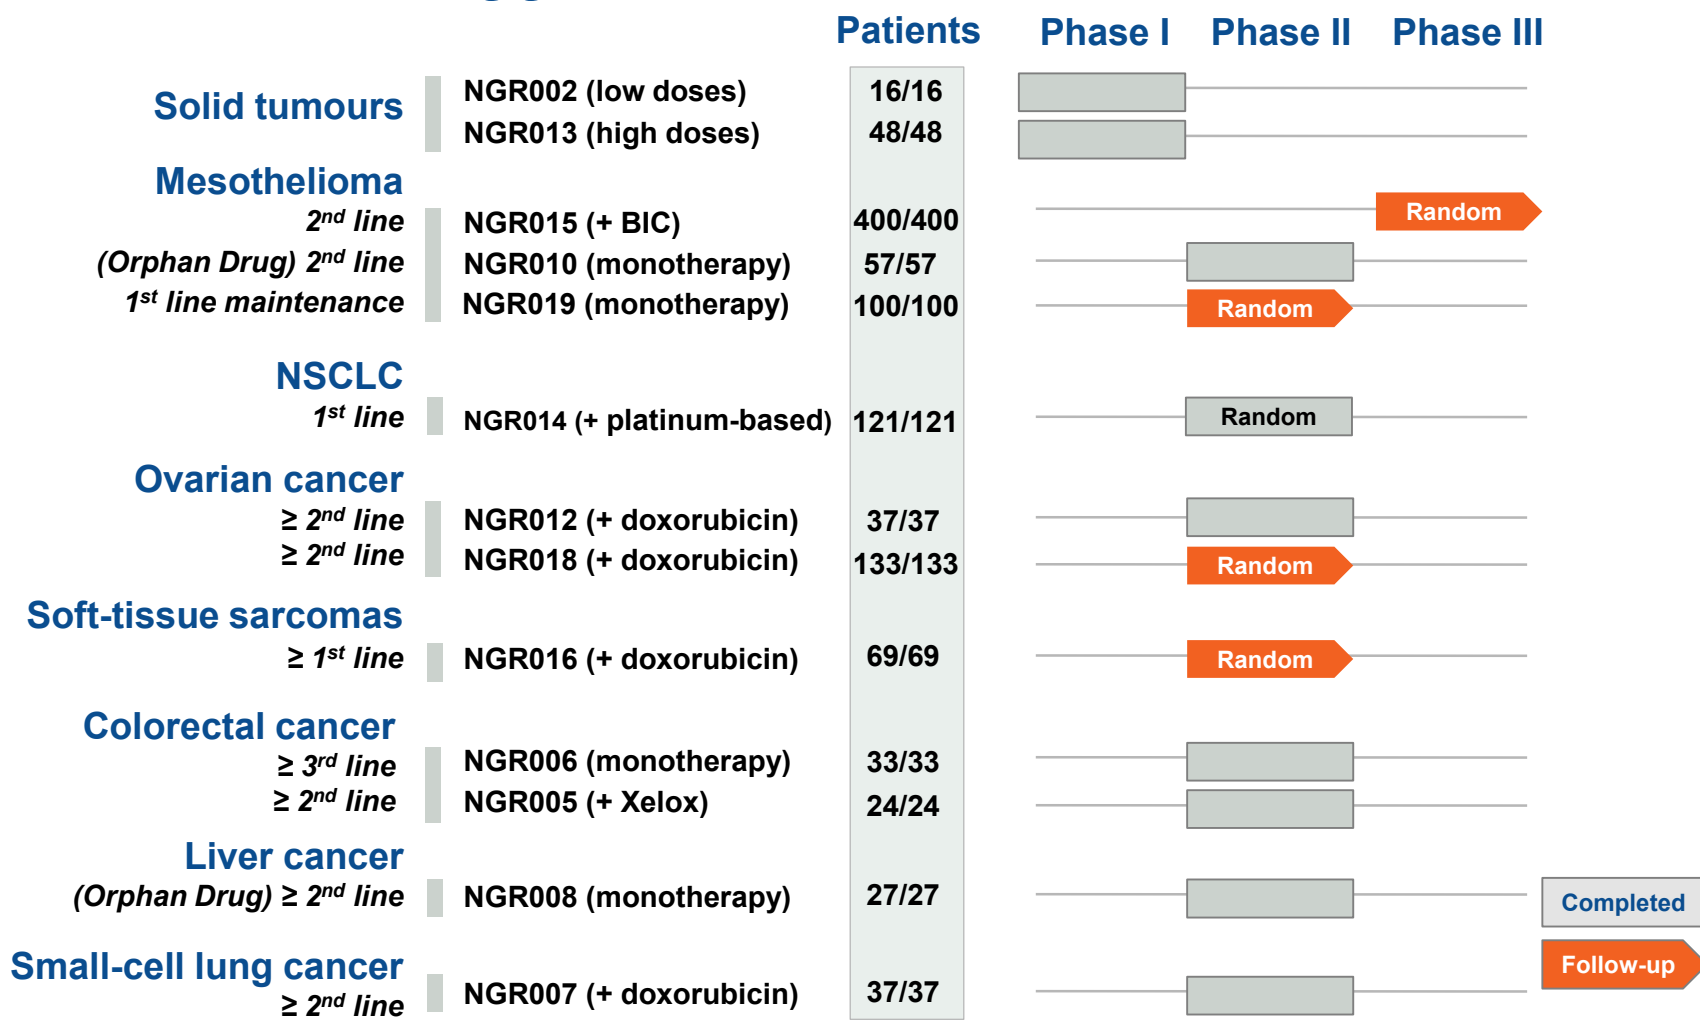 Patients Phase I Phase II Phase III
Solid tumours
NGR002 (low doses) 16/16
NGR013 (high doses) 48/48
Mesothelioma
2nd line NGR015 (+ BIC) 400/400 Random
(Orphan Drug) 2nd line NGR010 (monotherapy) 57/57
1st line maintenance NGR019 (monotherapy) 100/100 Random
NSCLC
1st line NGR014 (+ platinum-based) 121/121 Random
Ovarian cancer
≥ 2nd line NGR012 (+ doxorubicin) 37/37
≥ 2nd line NGR018 (+ doxorubicin) 133/133 Random
Soft-tissue sarcomas
≥ 1st line NGR016 (+ doxorubicin) 69/69 Random
Colorectal cancer
≥ 3rd line NGR006 (monotherapy) 33/33
≥ 2nd line NGR005 (+ Xelox) 24/24
Liver cancer
(Orphan Drug) ≥ 2nd line NGR008 (monotherapy) 27/27
Completed
Small-cell lung cancer
Follow-up
≥ 2nd line NGR007 (+ doxorubicin) 37/37